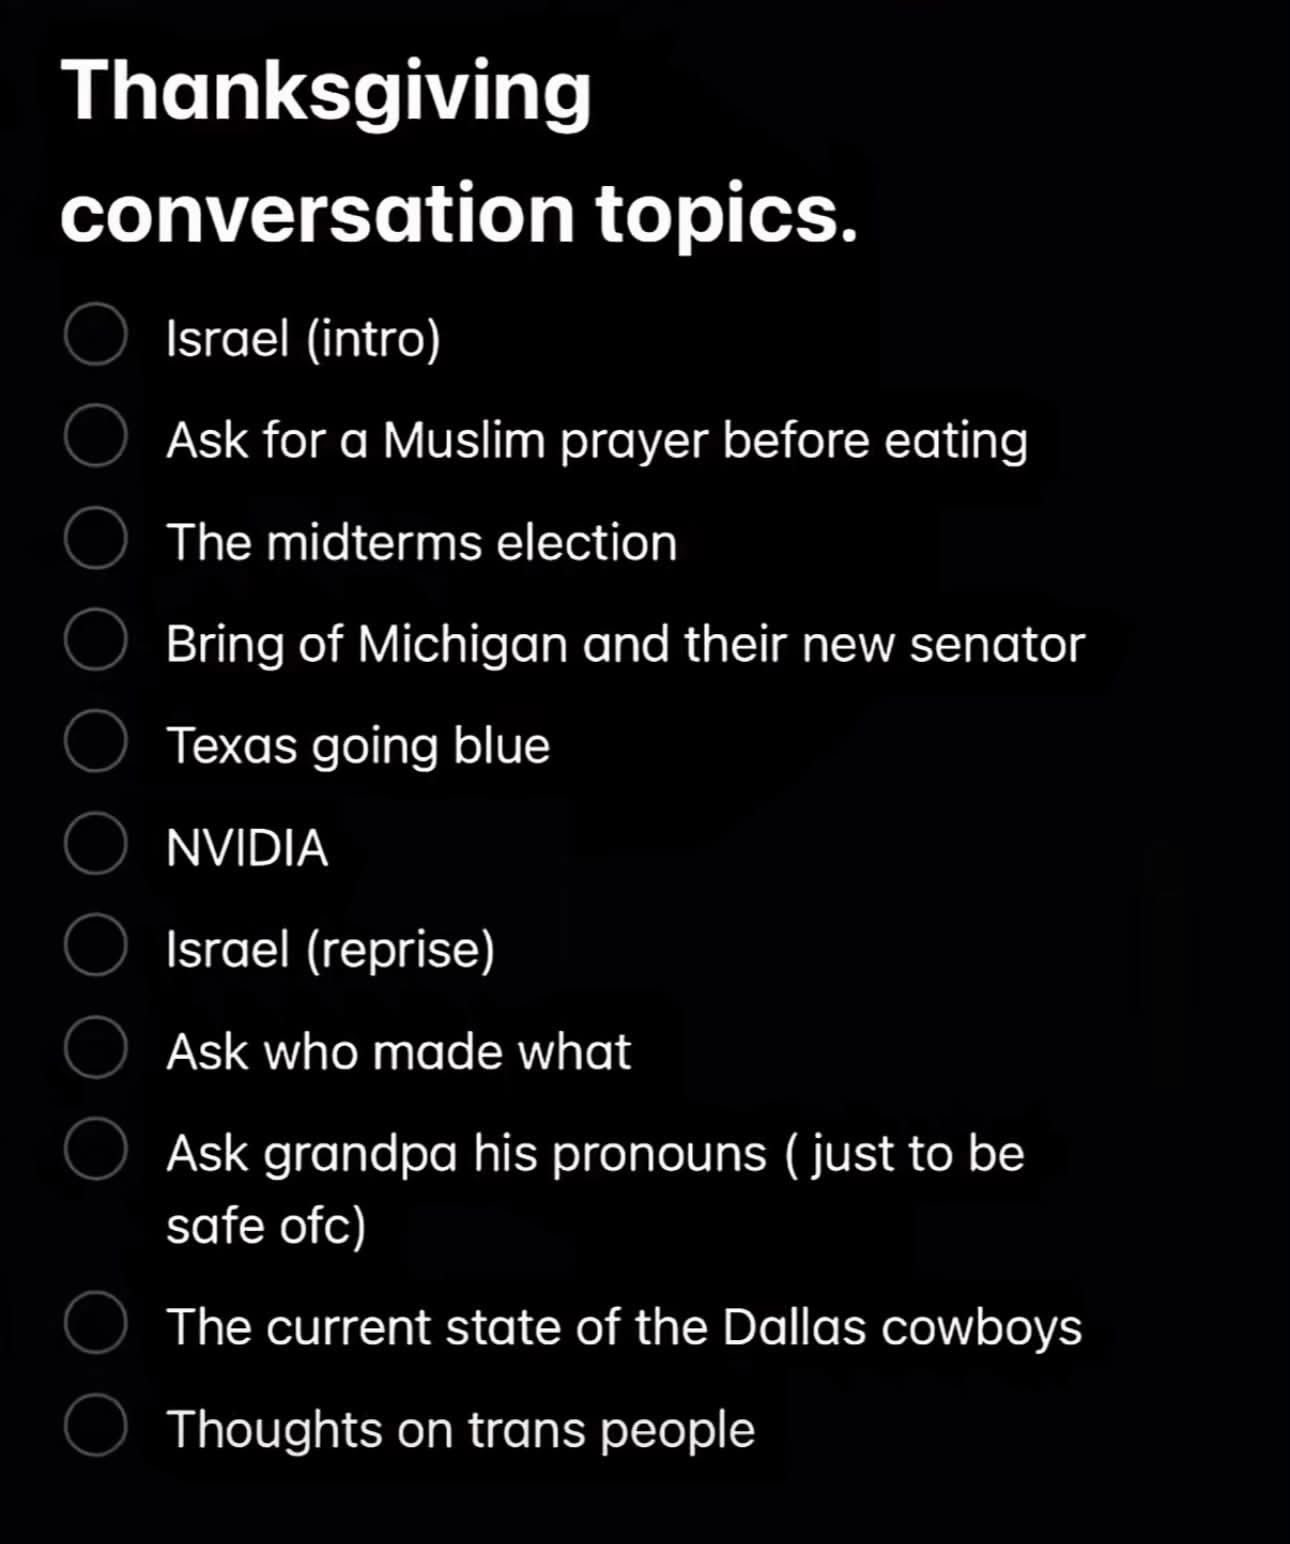 Thanksgiving
conversation topics.
Israel (intro)
Ask for a Muslim prayer before eating
The midterms election
Bring of Michigan and their new senator
Texas going blue
NVIDIA
Israel (reprise)
Ask who made what
Ask grandpa his pronouns ( just to be
safe ofc)
The current state of the Dallas cowboys
Thoughts on trans people